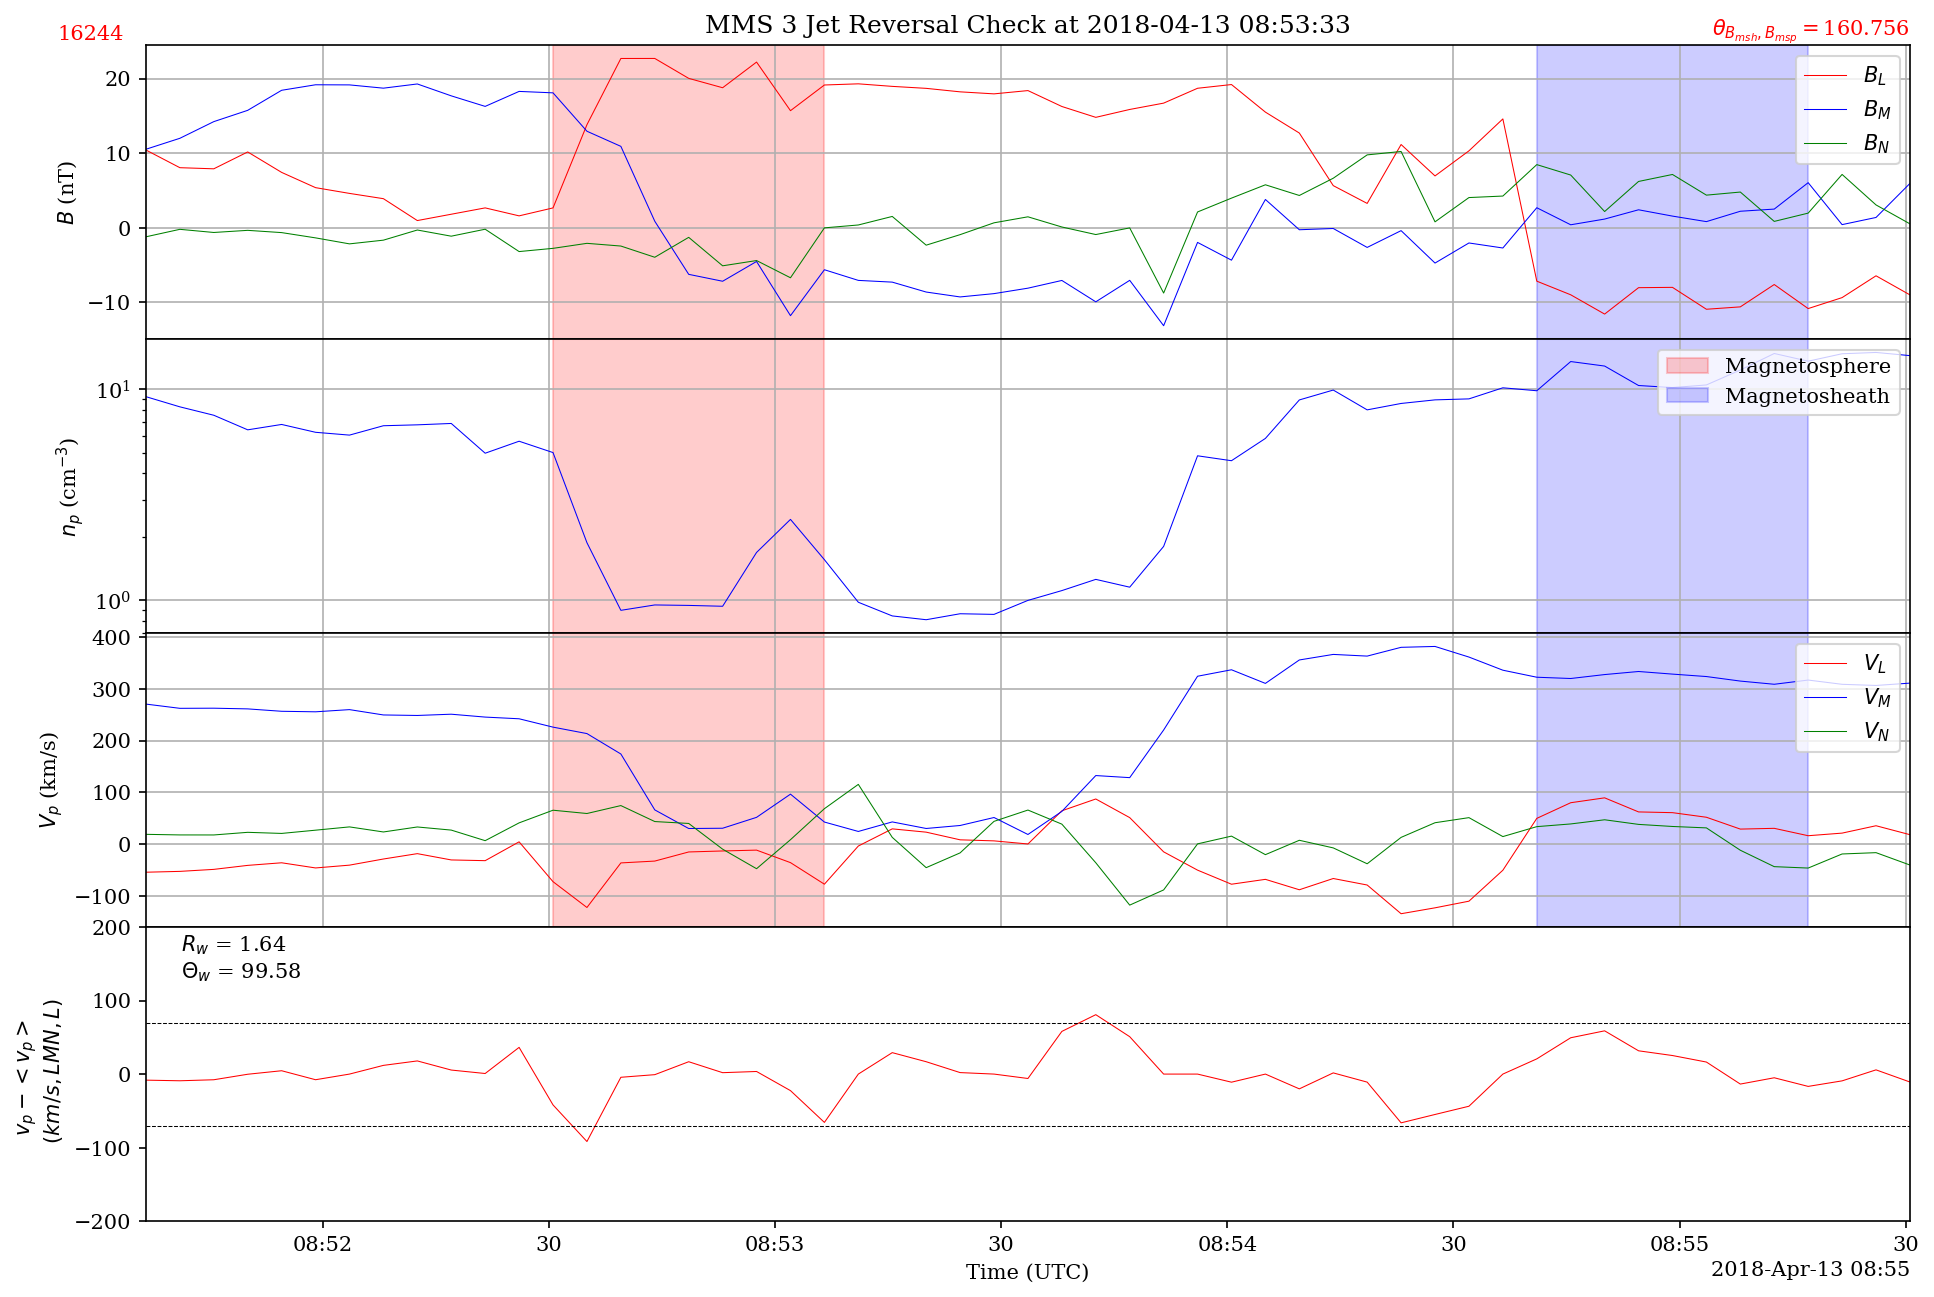 MMS 3 Jet Reversal Check at 2018-04-13 08:53:33
16244
θ_{B_{msh}, B_{msp}} = 160.756
B (nT)
20
10
0
−10
B_L
B_M
B_N
n_p (cm^{−3})
10^1
10^0
Magnetosphere
Magnetosheath
V_p (km/s)
400
300
200
100
0
−100
V_L
V_M
V_N
v_p − <v_p>
(km/s, LMN, L)
200
100
0
−100
−200
R_w = 1.64
Θ_w = 99.58
08:52
30
08:53
30
08:54
30
08:55
30
Time (UTC)
2018-Apr-13 08:55